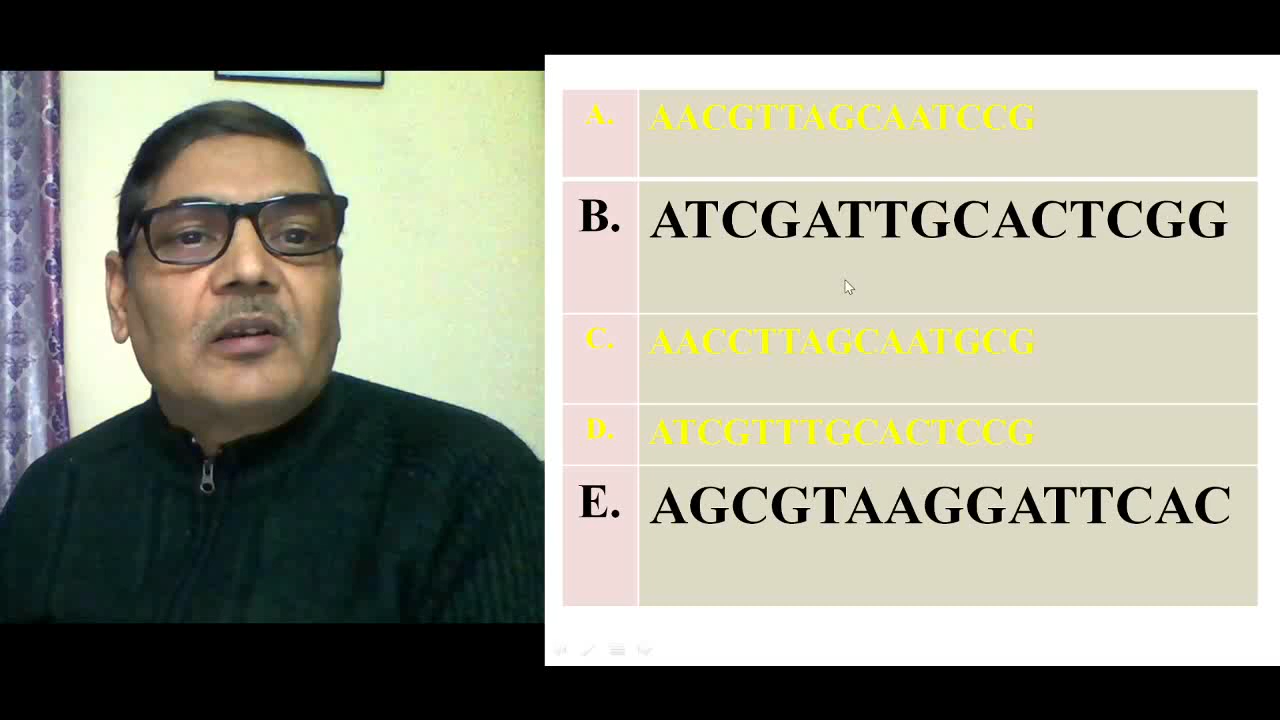 A. AACGTTAGCAATCCG
B. ATCGATTGCACTCGG
C. AACCTTAGCAATGCG
D. ATCGTTTGCACTCCG
E. AGCGTAAGGATTCAC